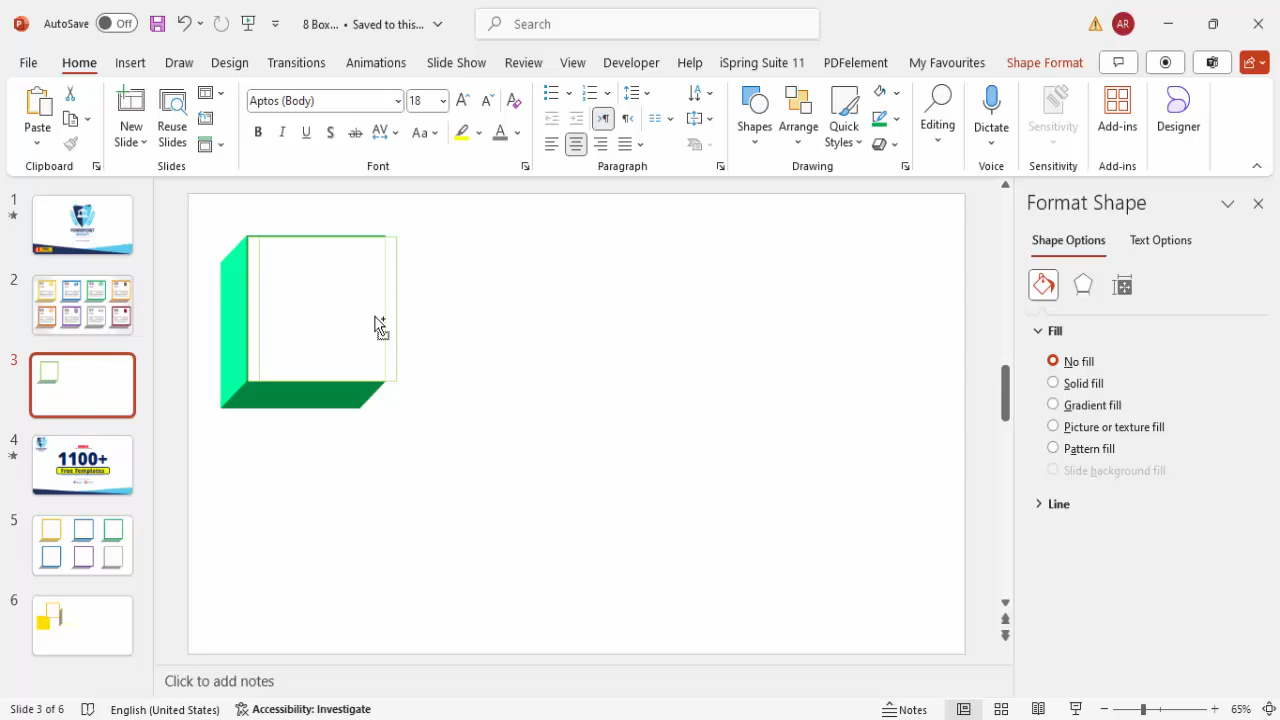 AutoSave Off 8 Box... • Saved to this... Search AR
File Home Insert Draw Design Transitions Animations Slide Show Review View Developer Help iSpring Suite 11 PDFelement My Favourites Shape Format
Paste New Slide Reuse Slides Aptos (Body) 18 Shapes Arrange Quick Styles Editing Dictate Sensitivity Add-ins Designer
B I U S ab AV Aa A
Clipboard Slides Font Paragraph Drawing Voice Sensitivity Add-ins
1
2
3
4
1100+
Free Templates
5
6
Format Shape
Shape Options Text Options
Fill
No fill
Solid fill
Gradient fill
Picture or texture fill
Pattern fill
Slide background fill
Line
Click to add notes
Slide 3 of 6 English (United States) Accessibility: Investigate Notes 65%